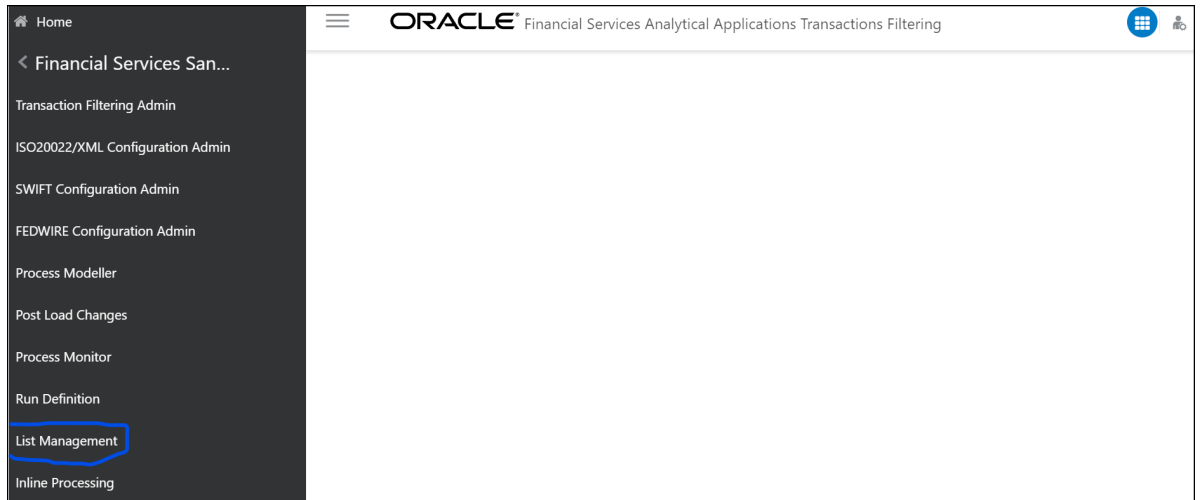 Home
ORACLE® Financial Services Analytical Applications Transactions Filtering
Financial Services San...
Transaction Filtering Admin
ISO20022/XML Configuration Admin
SWIFT Configuration Admin
FEDWIRE Configuration Admin
Process Modeller
Post Load Changes
Process Monitor
Run Definition
List Management
Inline Processing